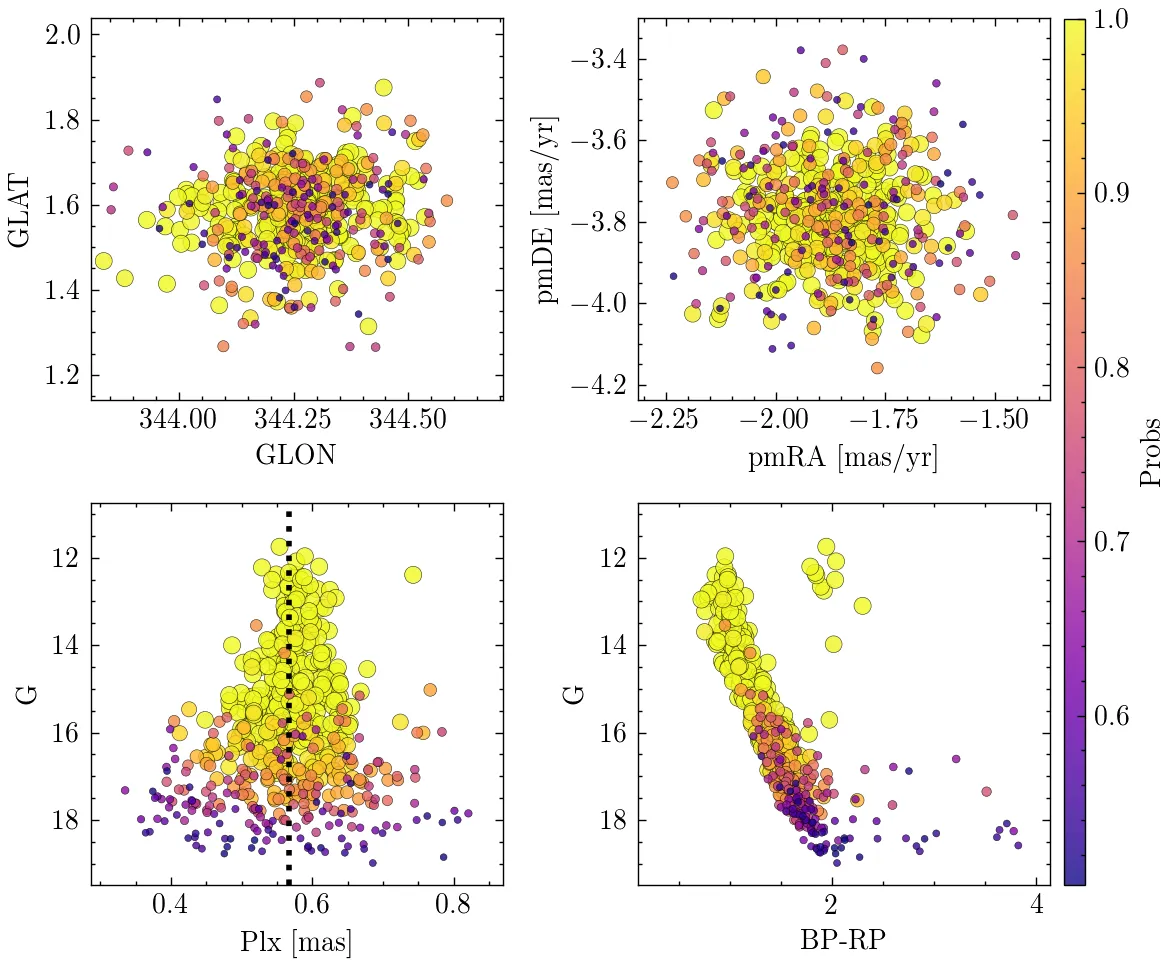 2.0
1.8
1.6
1.4
1.2
GLAT
344.00 344.25 344.50
GLON
−3.4
−3.6
−3.8
−4.0
−4.2
pmDE [mas/yr]
−2.25 −2.00 −1.75 −1.50
pmRA [mas/yr]
1.0
0.9
0.8
0.7
0.6
Probs
12
14
16
18
G
0.4 0.6 0.8
Plx [mas]
12
14
16
18
G
2 4
BP-RP